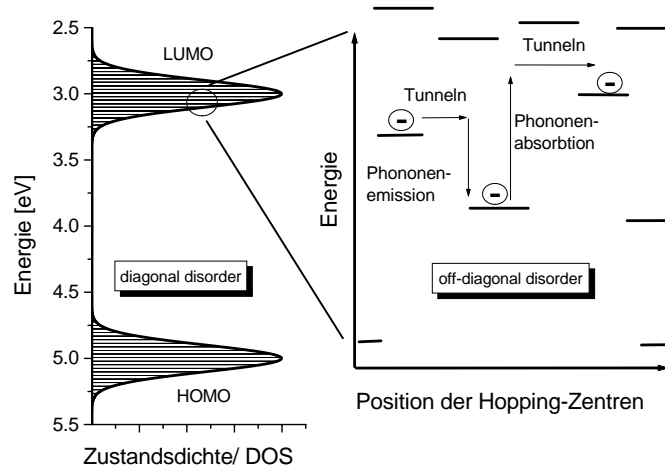 2.5
3.0
3.5
4.0
4.5
5.0
5.5
Energie [eV]
LUMO
diagonal disorder
HOMO
Zustandsdichte/ DOS
Energie
Tunneln
Tunneln
-
-
-
Phononen-
emission
Phononen-
absorbtion
off-diagonal disorder
Position der Hopping-Zentren